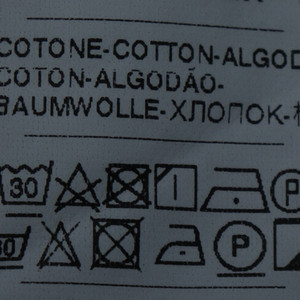 COTONE-COTTON-ALGOD
COTON-ALGODÃO-
BAUMWOLLE-ХЛОПОК-
30
P
30
P